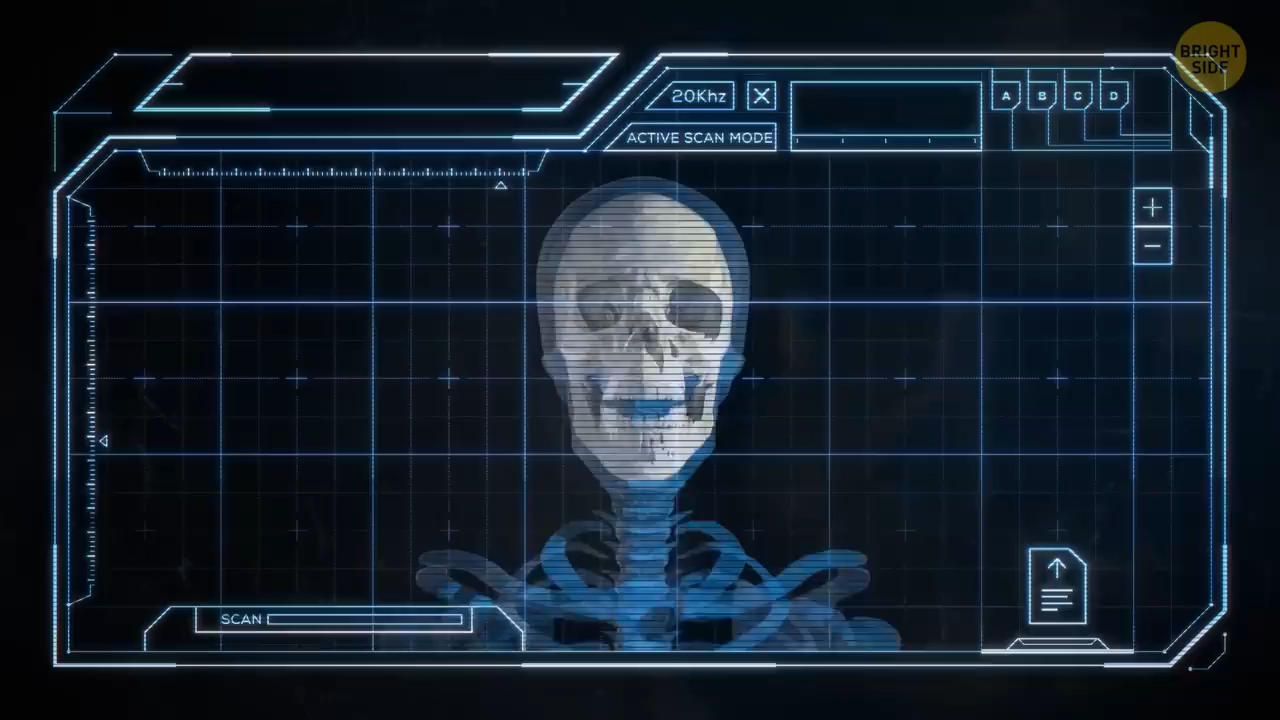 BRIGHT
SIDE
20Khz
A B C D
ACTIVE SCAN MODE
SCAN